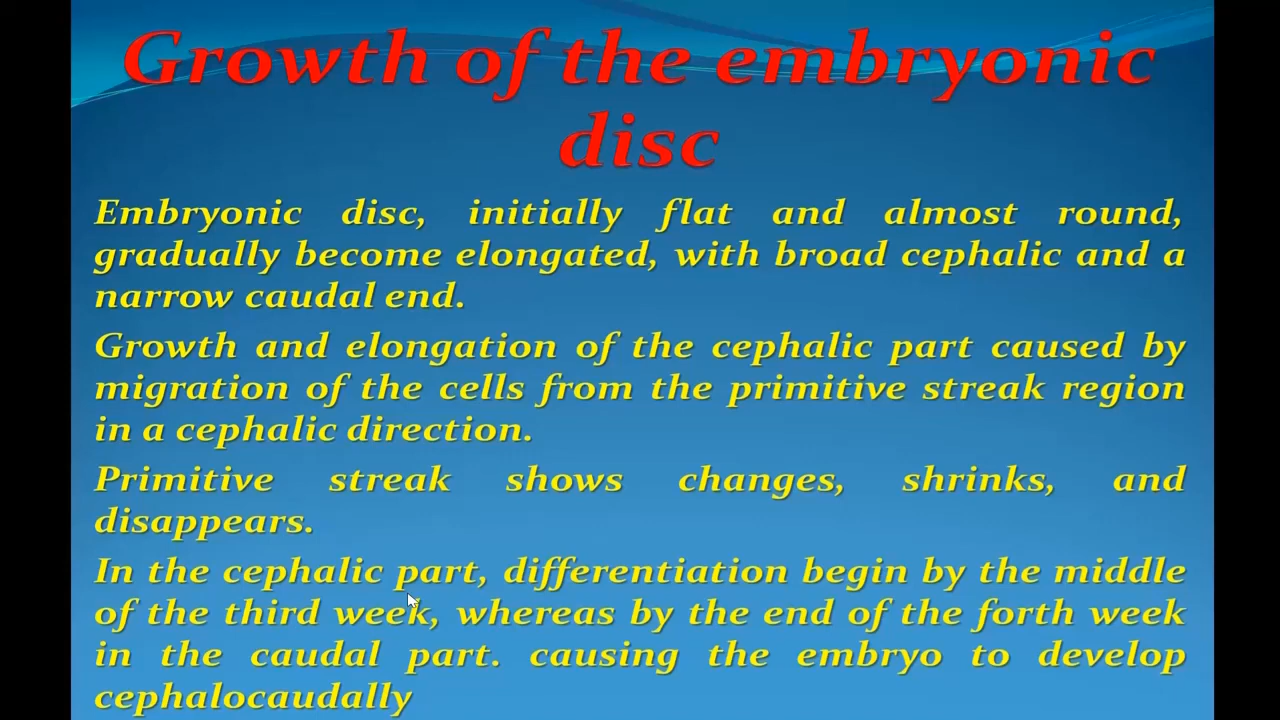 Growth of the embryonic
disc
Embryonic disc, initially flat and almost round,
gradually become elongated, with broad cephalic and a
narrow caudal end.
Growth and elongation of the cephalic part caused by
migration of the cells from the primitive streak region
in a cephalic direction.
Primitive streak shows changes, shrinks, and
disappears.
In the cephalic part, differentiation begin by the middle
of the third week, whereas by the end of the forth week
in the caudal part. causing the embryo to develop
cephalocaudally